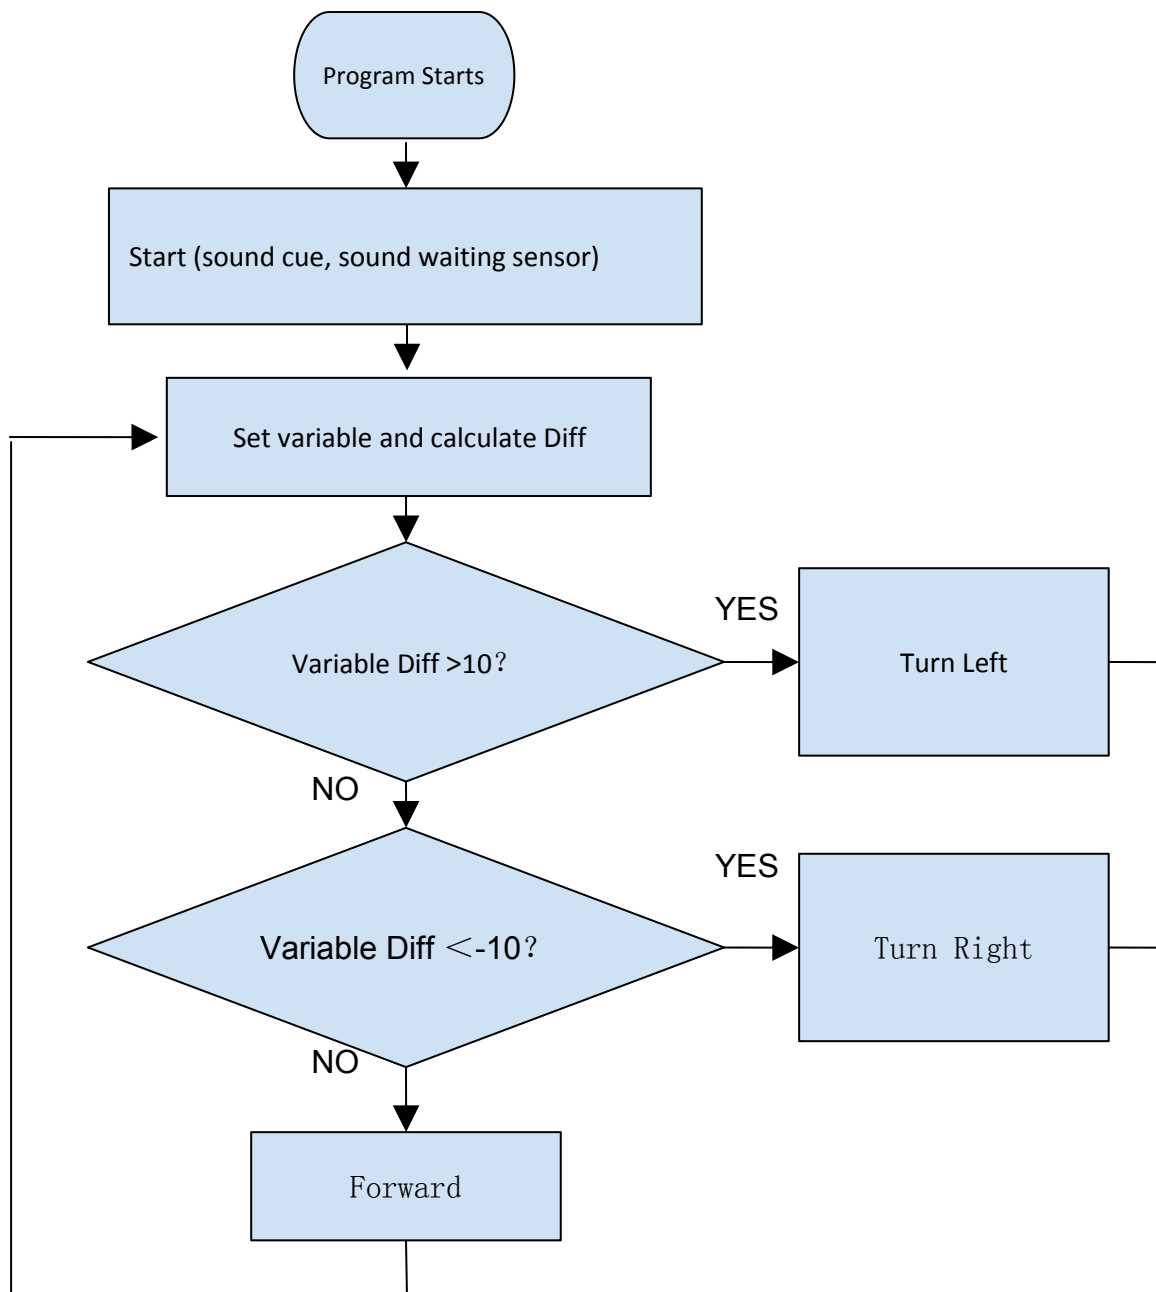 Program Starts
Start (sound cue, sound waiting sensor)
Set variable and calculate Diff
Variable Diff >10？
YES
Turn Left
NO
Variable Diff ＜-10？
YES
Turn Right
NO
Forward